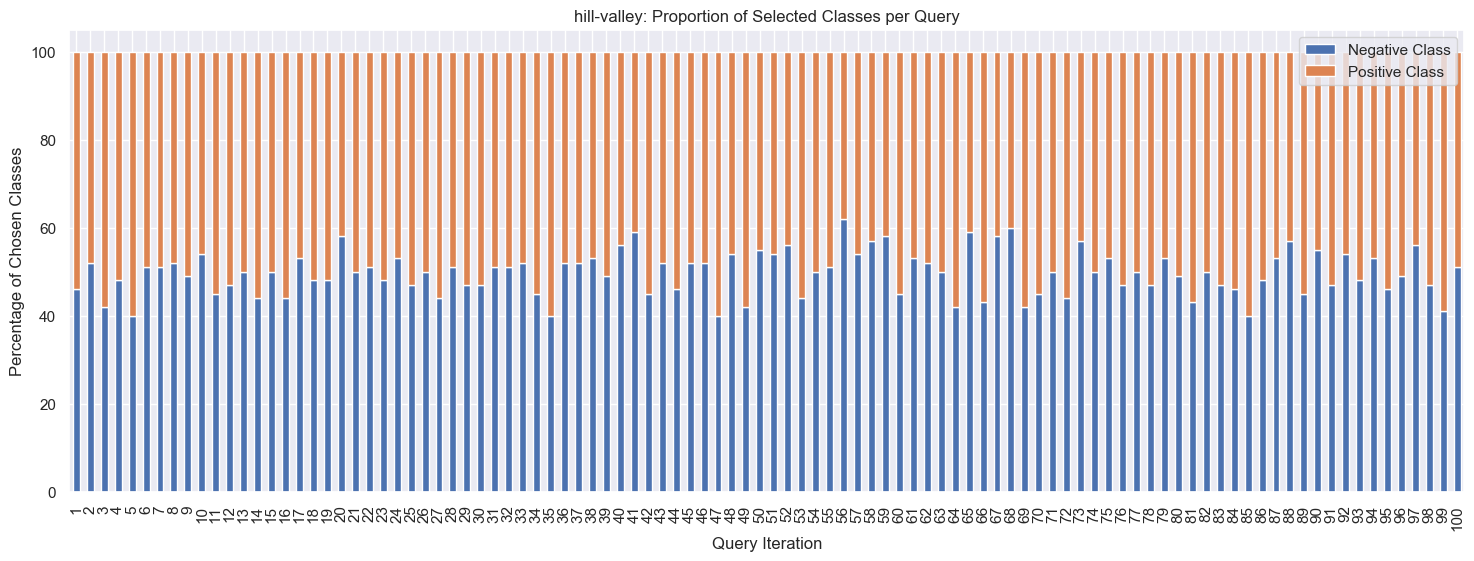 hill-valley: Proportion of Selected Classes per Query
Negative Class
Positive Class
Percentage of Chosen Classes
100
80
60
40
20
0
1 2 3 4 5 6 7 8 9 10 11 12 13 14 15 16 17 18 19 20 21 22 23 24 25 26 27 28 29 30 31 32 33 34 35 36 37 38 39 40 41 42 43 44 45 46 47 48 49 50 51 52 53 54 55 56 57 58 59 60 61 62 63 64 65 66 67 68 69 70 71 72 73 74 75 76 77 78 79 80 81 82 83 84 85 86 87 88 89 90 91 92 93 94 95 96 97 98 99 100
Query Iteration